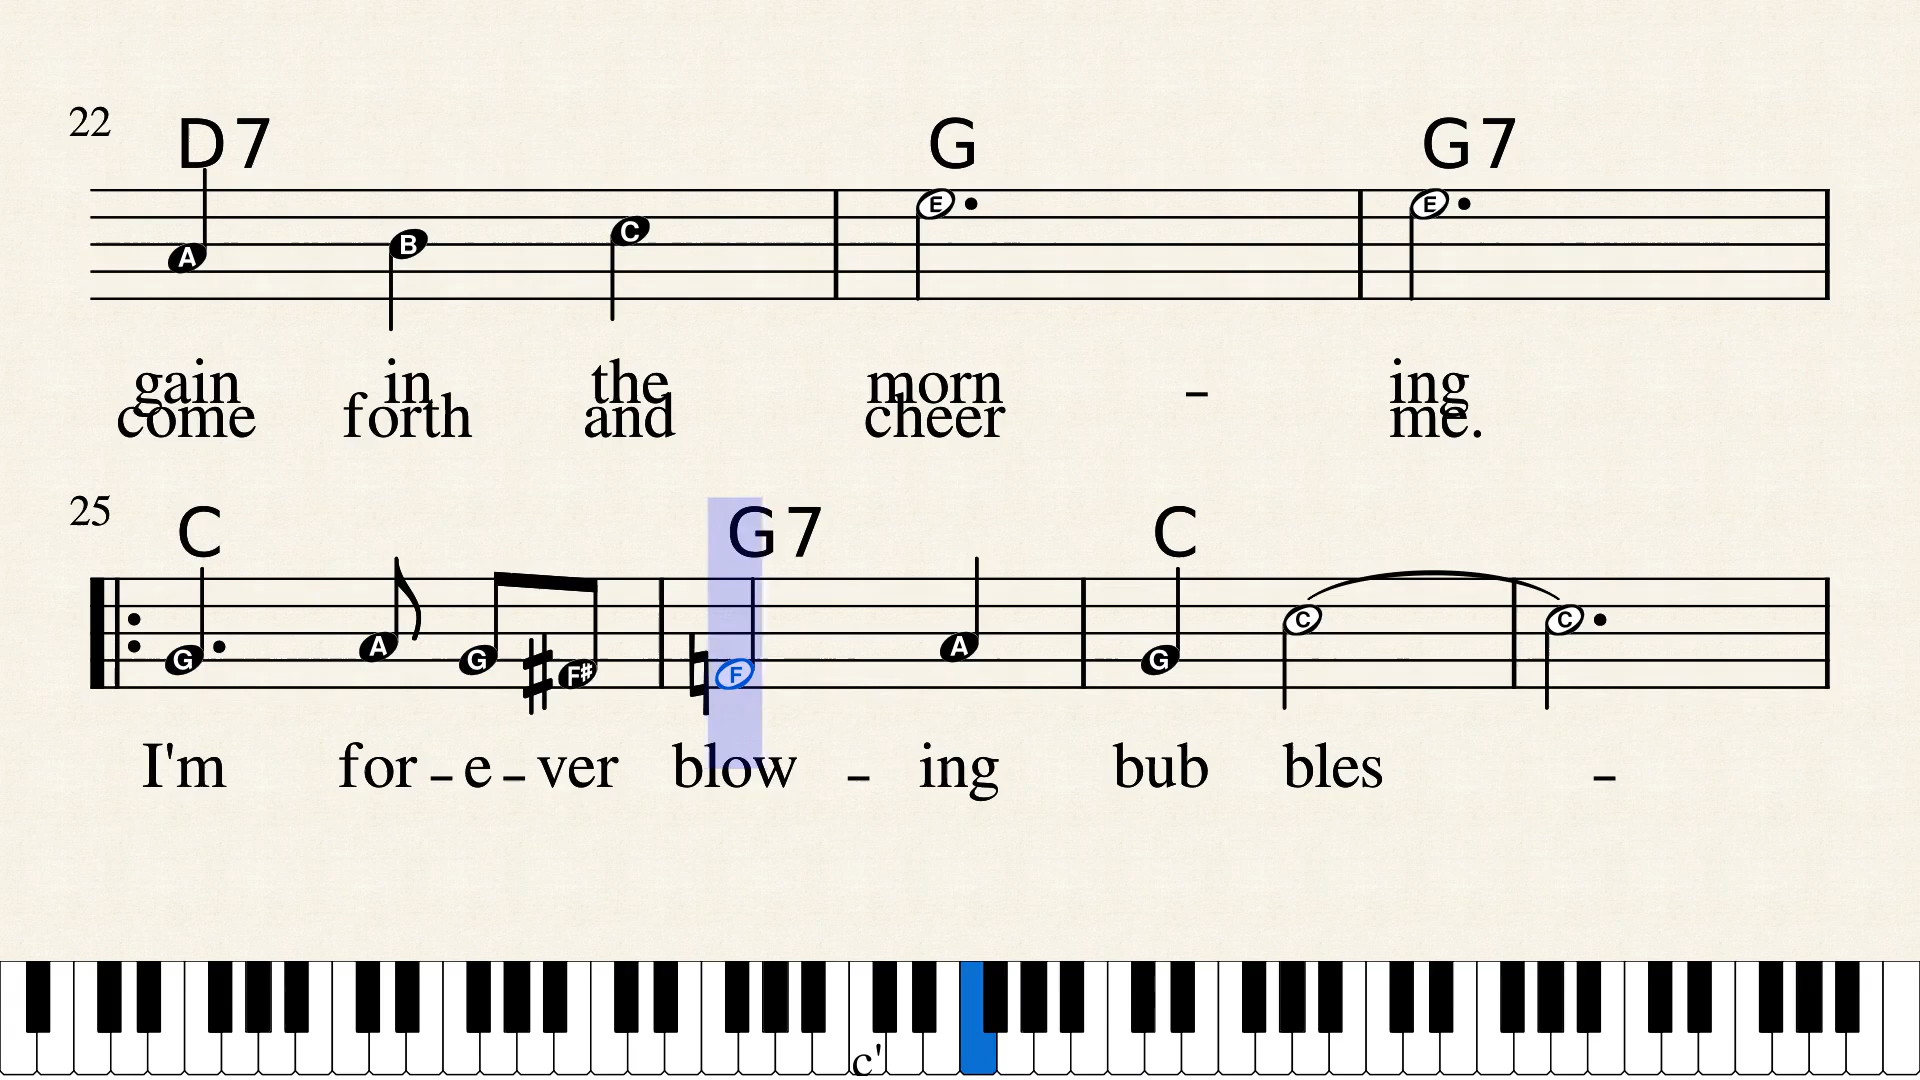 22 D7 G G7
A B C E E
gain in the morn - ing
come forth and cheer me.
25 C G7 C
G A G F# F A G C C
I'm for - e - ver blow - ing bub bles -
c'